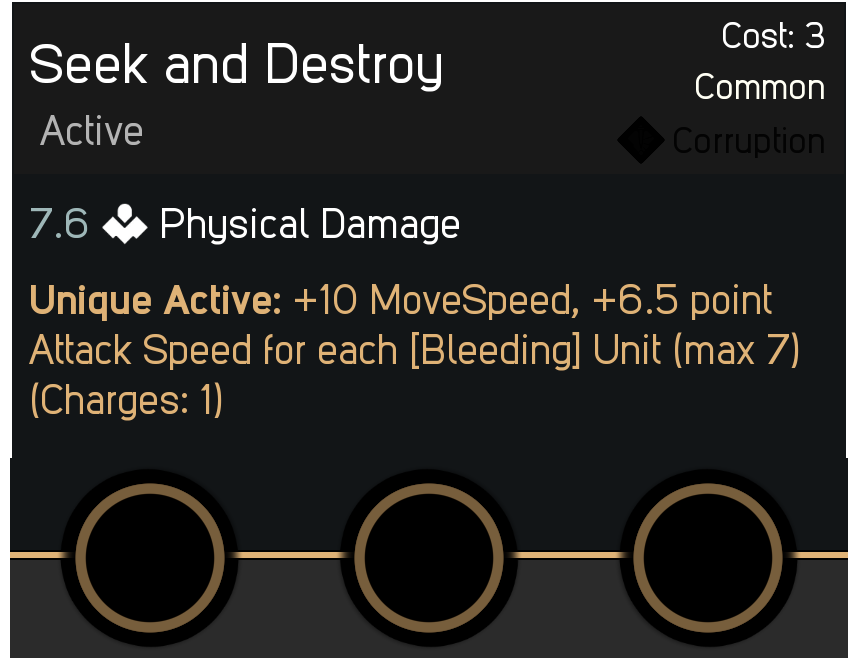 Seek and Destroy
Cost: 3
Common
Active
Corruption
7.6 Physical Damage
Unique Active: +10 MoveSpeed, +6.5 point
Attack Speed for each [Bleeding] Unit (max 7)
(Charges: 1)